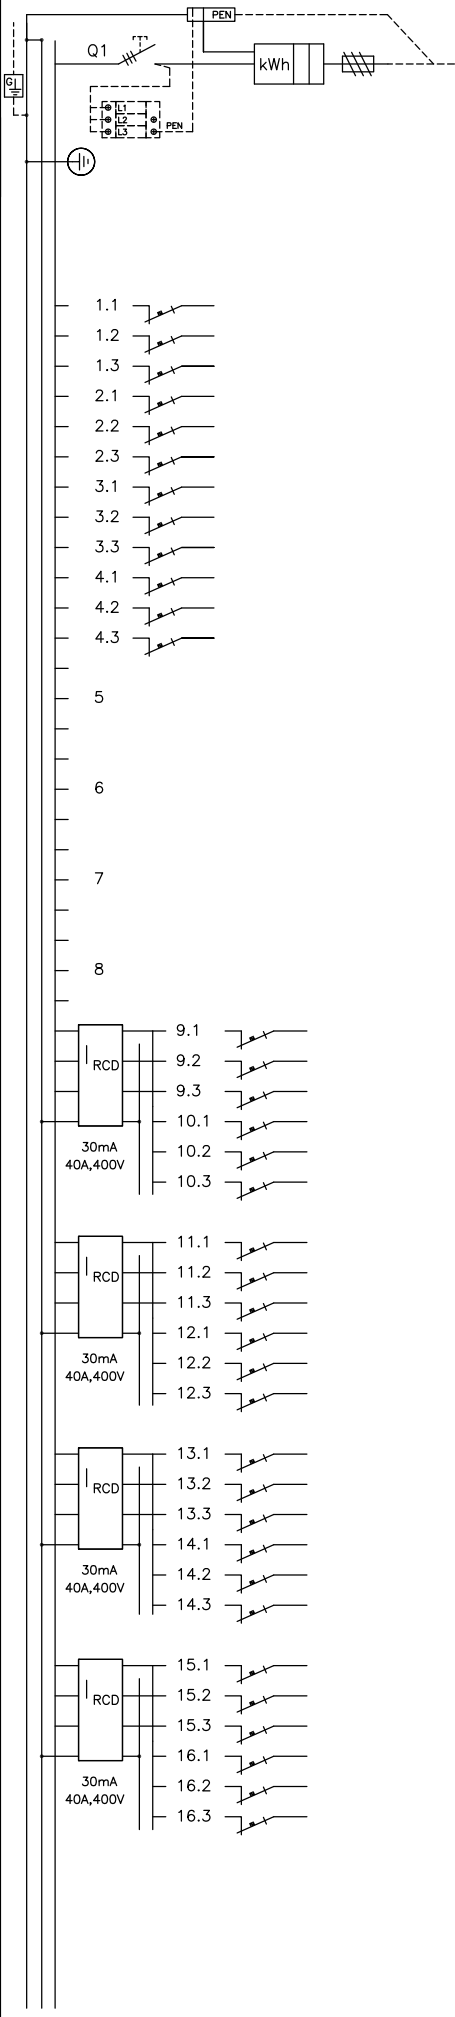 PEN
Q1
kWh
G
L1
L2
L3
PEN
1.1
1.2
1.3
2.1
2.2
2.3
3.1
3.2
3.3
4.1
4.2
4.3
5
6
7
8
9.1
I RCD
9.2
9.3
10.1
30mA
10.2
40A,400V
10.3
11.1
I RCD
11.2
11.3
12.1
30mA
12.2
40A,400V
12.3
13.1
I RCD
13.2
13.3
14.1
30mA
14.2
40A,400V
14.3
15.1
I RCD
15.2
15.3
16.1
30mA
16.2
40A,400V
16.3